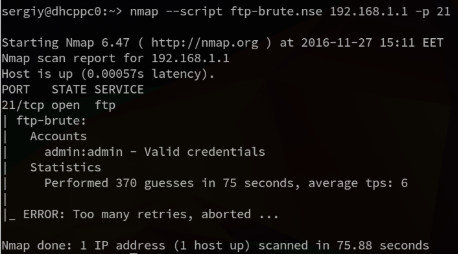 sergiy@dhcppc0:~> nmap --script ftp-brute.nse 192.168.1.1 -p 21
Starting Nmap 6.47 ( http://nmap.org ) at 2016-11-27 15:11 EET
Nmap scan report for 192.168.1.1
Host is up (0.00057s latency).
PORT   STATE SERVICE
21/tcp open  ftp
| ftp-brute:
|   Accounts
|     admin:admin - Valid credentials
|   Statistics
|     Performed 370 guesses in 75 seconds, average tps: 6
|
|_ ERROR: Too many retries, aborted ...
Nmap done: 1 IP address (1 host up) scanned in 75.88 seconds